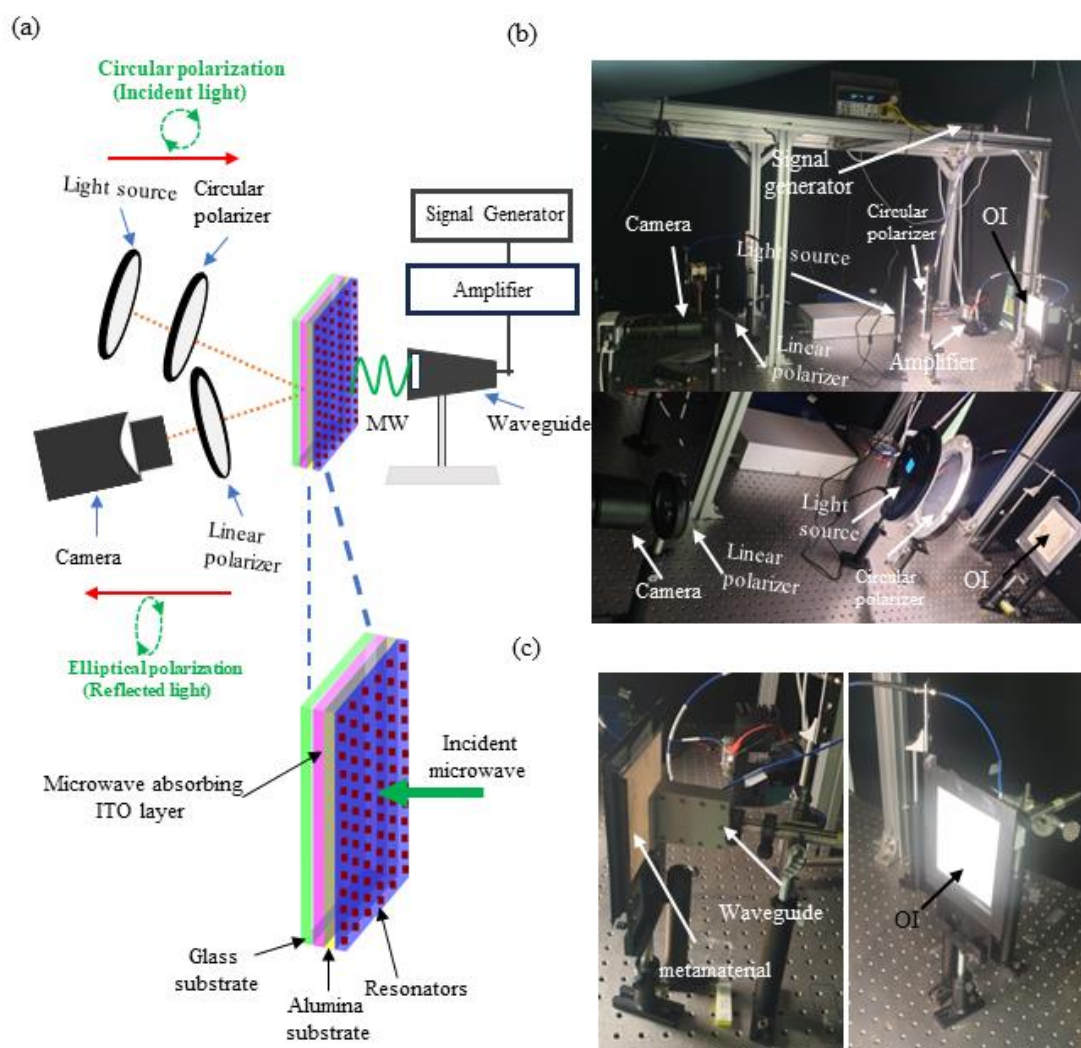 (a)
Circular polarization
(Incident light)
Light source
Circular
polarizer
Signal Generator
Amplifier
MW
Waveguide
Camera
Linear
polarizer
Elliptical polarization
(Reflected light)
Incident
microwave
Microwave absorbing
ITO layer
Glass
substrate
Alumina
substrate
Resonators
(b)
Signal
generator
Camera
Circular
polarizer
OI
Light source
Linear
polarizer
Amplifier
Light
source
Linear
polarizer
Camera
Circular
polarizer
OI
(c)
Waveguide
metamaterial
OI